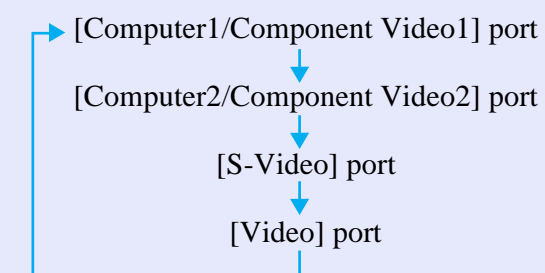 [Computer1/Component Video1] port
[Computer2/Component Video2] port
[S-Video] port
[Video] port